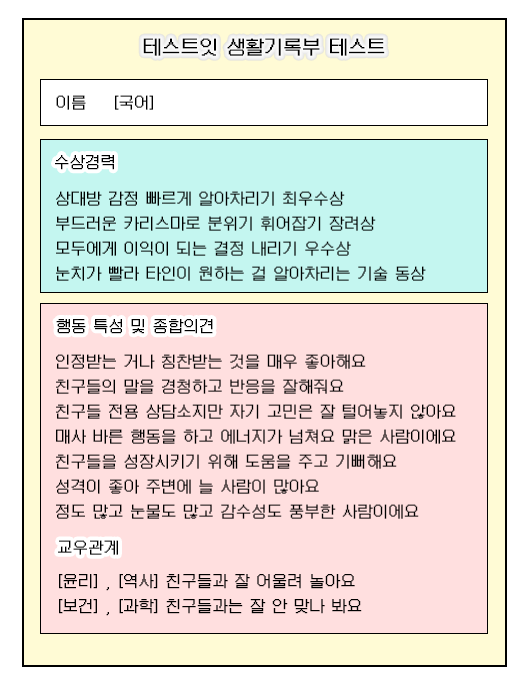 테스트잇 생활기록부 테스트
이름 [국어]
수상경력
상대방 감정 빠르게 알아차리기 최우수상
부드러운 카리스마로 분위기 휘어잡기 장려상
모두에게 이익이 되는 결정 내리기 우수상
눈치가 빨라 타인이 원하는 걸 알아차리는 기술 동상
행동 특성 및 종합의견
인정받는 거나 칭찬받는 것을 매우 좋아해요
친구들의 말을 경청하고 반응을 잘해줘요
친구들 전용 상담소지만 자기 고민은 잘 털어놓지 않아요
매사 바른 행동을 하고 에너지가 넘쳐요 맑은 사람이에요
친구들을 성장시키기 위해 도움을 주고 기뻐해요
성격이 좋아 주변에 늘 사람이 많아요
정도 많고 눈물도 많고 감수성도 풍부한 사람이에요
교우관계
[윤리] , [역사] 친구들과 잘 어울려 놀아요
[보건] , [과학] 친구들과는 잘 안 맞나 봐요